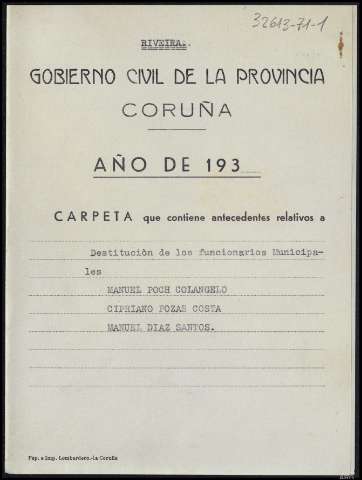 32613-71-1
RIVEIRA.
GOBIERNO CIVIL DE LA PROVINCIA
CORUÑA
AÑO DE 193
CARPETA que contiene antecedentes relativos a
Destitución de los funcionarios Municipa-
les
MANUEL POCH COLANGELO
CIPRIANO POZAS COSTA
MANUEL DIAZ SANTOS.
Pap. e Imp. Lombardero.-la Coruña